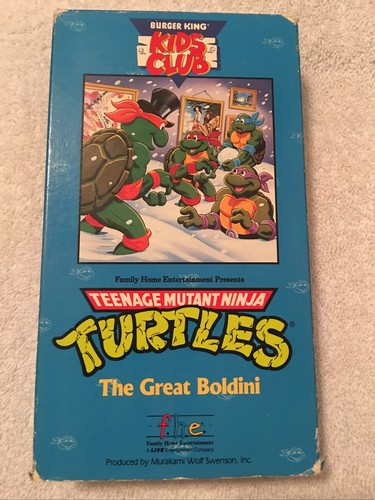 BURGER KING
KIDS
CLUB
Family Home Entertainment Presents
TEENAGE MUTANT NINJA
TURTLES®
The Great Boldini
f.h.e.
Family Home Entertainment
A LIVE Entertainment Company
Produced by Murakami Wolf Swenson, Inc.